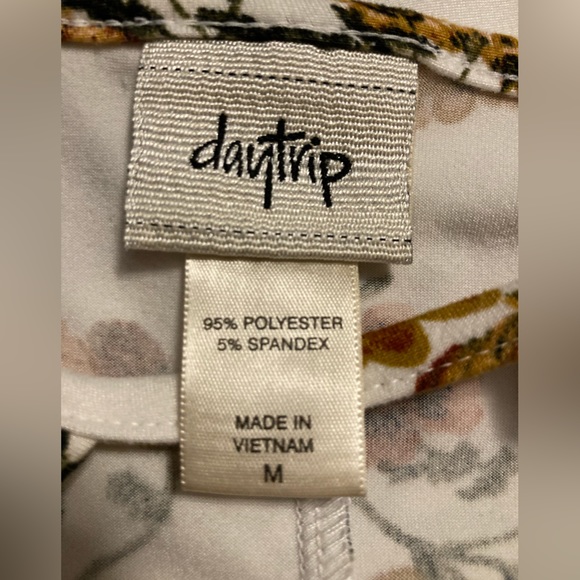 daytrip
95% POLYESTER
5% SPANDEX
MADE IN
VIETNAM
M